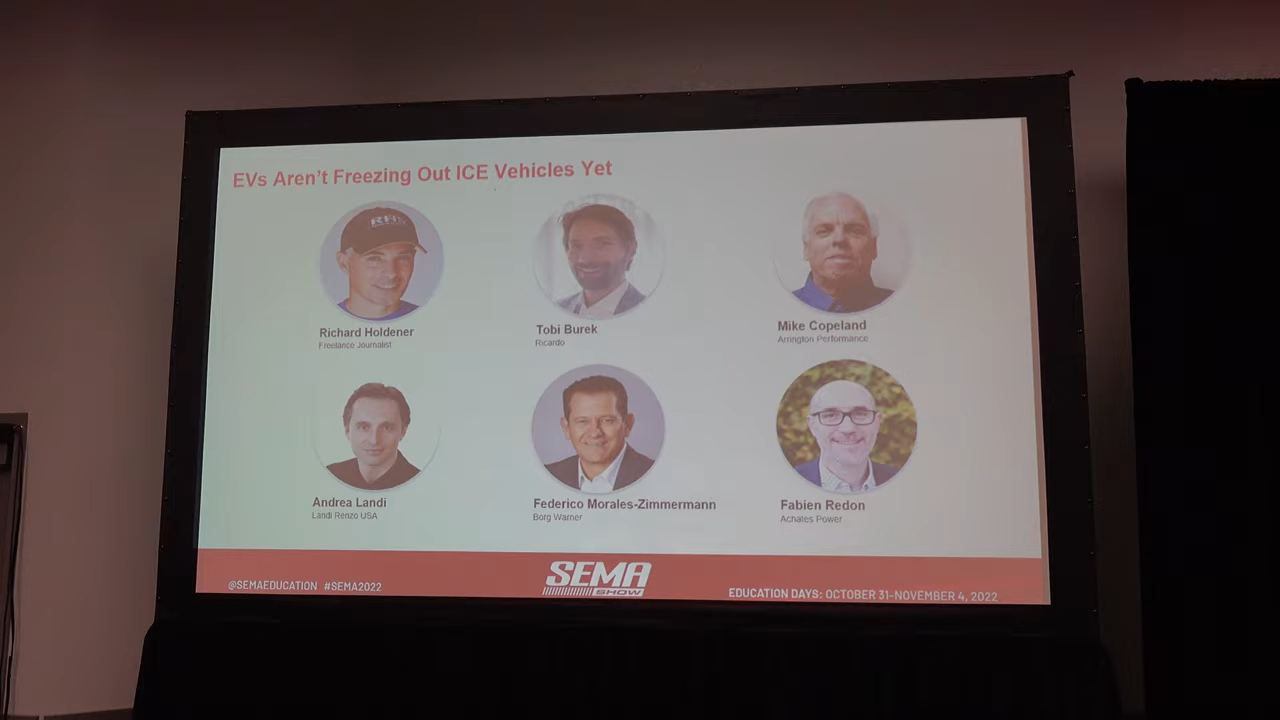 EVs Aren't Freezing Out ICE Vehicles Yet
Richard Holdener
Freelance Journalist
Tobi Burek
Ricardo
Mike Copeland
Arrington Performance
Andrea Landi
Landi Renzo USA
Federico Morales-Zimmermann
Borg Warner
Fabien Redon
Achates Power
@SEMAEDUCATION #SEMA2022
SEMA
SHOW
EDUCATION DAYS: OCTOBER 31-NOVEMBER 4, 2022